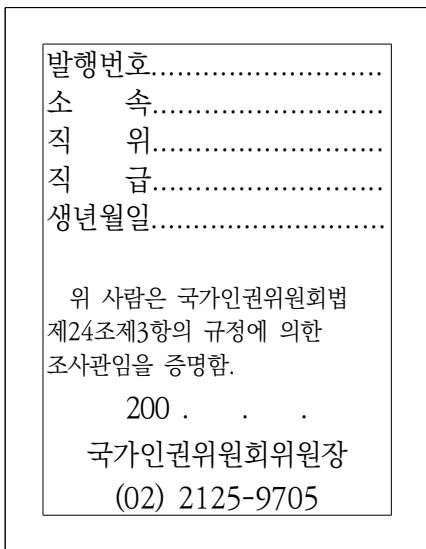 발행번호...........................
소      속...........................
직      위...........................
직      급...........................
생년월일...........................
위 사람은 국가인권위원회법
제24조제3항의 규정에 의한
조사관임을 증명함.
200 .    .    .
국가인권위원회위원장
(02) 2125-9705